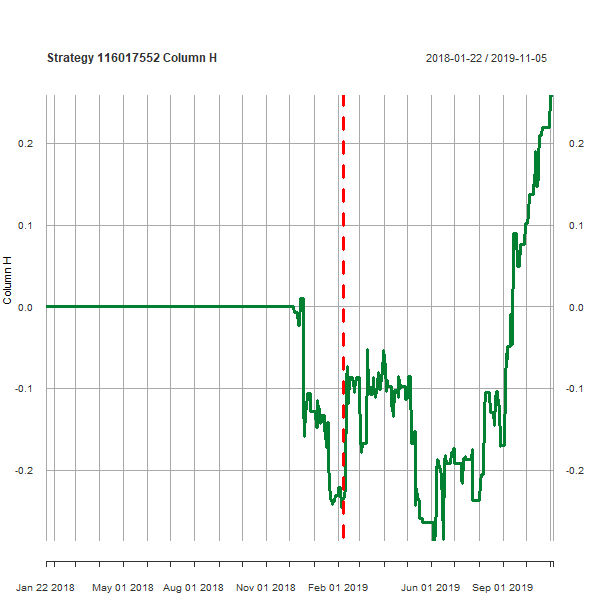 Strategy 116017552 Column H
2018-01-22 / 2019-11-05
Column H
0.2 0.2
0.1 0.1
0.0 0.0
-0.1 -0.1
-0.2 -0.2
Jan 22 2018 May 01 2018 Aug 01 2018 Nov 01 2018 Feb 01 2019 Jun 01 2019 Sep 01 2019